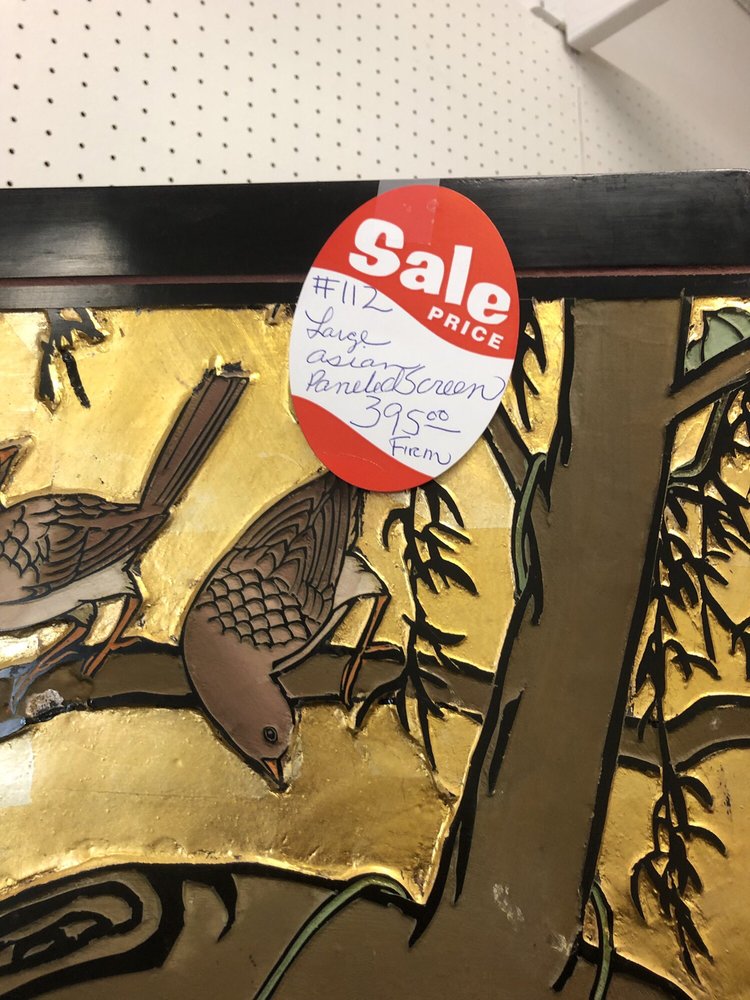 Sale
PRICE
#112
Large
asian
Paneled Screen
395.00
Firm